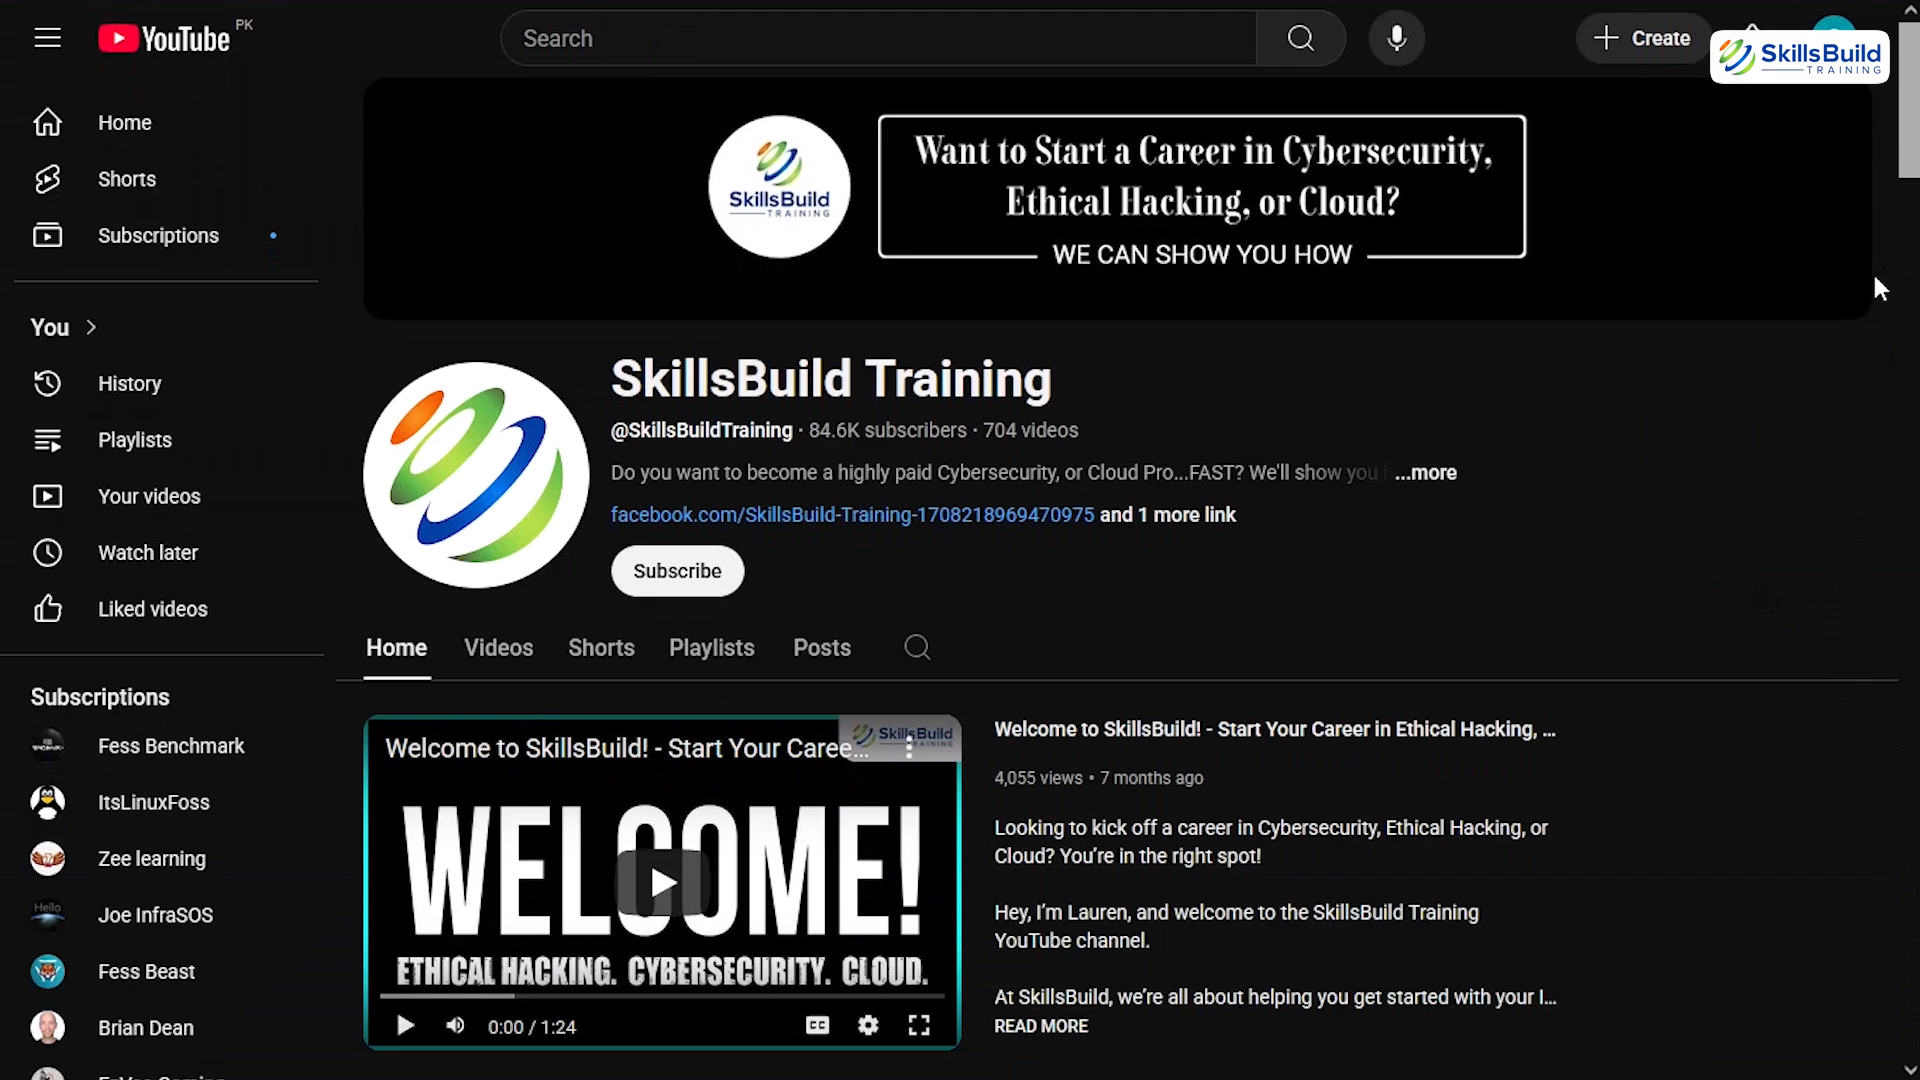 YouTube PK
Search
Create
SkillsBuild
TRAINING
Home
Shorts
Subscriptions
You
History
Playlists
Your videos
Watch later
Liked videos
Subscriptions
Fess Benchmark
ItsLinuxFoss
Zee learning
Joe InfraSOS
Hello
Fess Beast
Brian Dean
SkillsBuild
TRAINING
Want to Start a Career in Cybersecurity,
Ethical Hacking, or Cloud?
WE CAN SHOW YOU HOW
SkillsBuild Training
@SkillsBuildTraining · 84.6K subscribers · 704 videos
Do you want to become a highly paid Cybersecurity, or Cloud Pro...FAST? We'll show you ...more
facebook.com/SkillsBuild-Training-1708218969470975 and 1 more link
Subscribe
Home Videos Shorts Playlists Posts
Welcome to SkillsBuild! - Start Your Caree...
SkillsBuild
TRAINING
WELCOME!
ETHICAL HACKING. CYBERSECURITY. CLOUD.
0:00 / 1:24
CC
Welcome to SkillsBuild! - Start Your Career in Ethical Hacking, ...
4,055 views • 7 months ago
Looking to kick off a career in Cybersecurity, Ethical Hacking, or
Cloud? You’re in the right spot!
Hey, I’m Lauren, and welcome to the SkillsBuild Training
YouTube channel.
At SkillsBuild, we’re all about helping you get started with your I...
READ MORE